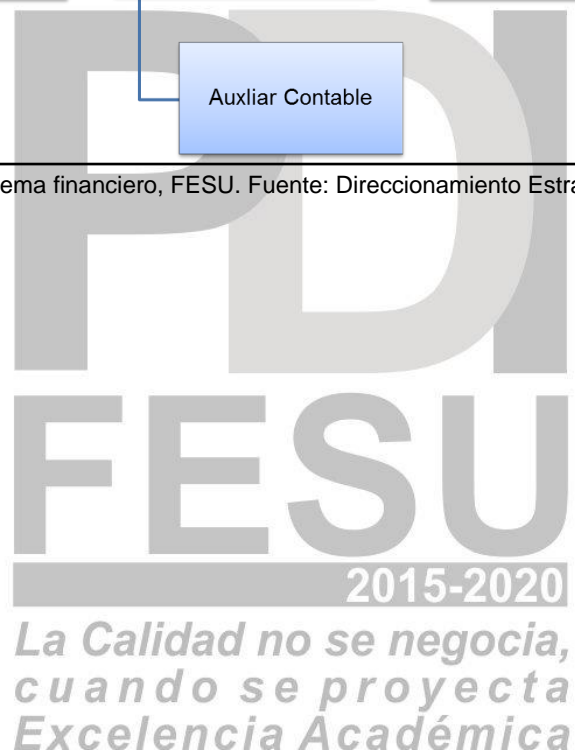 Auxliar Contable
ema financiero, FESU. Fuente: Direccionamiento Estra
PDI
FESU
2015-2020
La Calidad no se negocia,
cuando se proyecta
Excelencia Académica